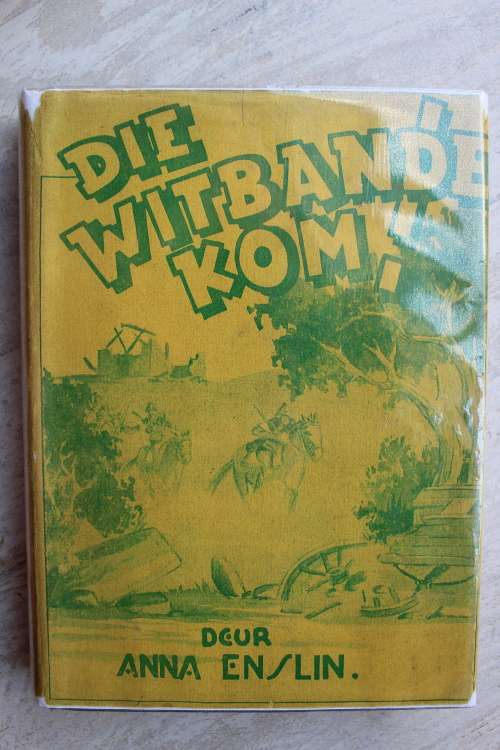 DIE
WITBANDE
KOM!
DEUR
ANNA ENSLIN.